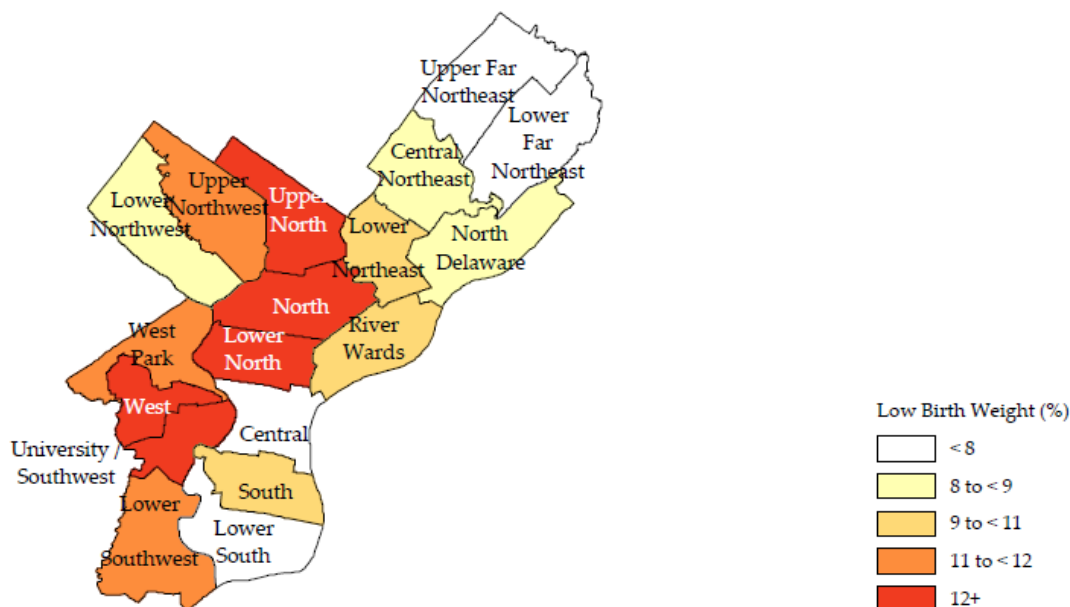 Upper Far
Northeast
Lower
Far
Northeast
Central
Northeast
Upper
Northwest
Lower
Northwest
Upper
North
Lower
Northeast
North
Delaware
North
River
Wards
Lower
North
West
Park
West
Central
University /
Southwest
South
Lower
Southwest
Lower
South
Low Birth Weight (%)
< 8
8 to < 9
9 to < 11
11 to < 12
12+